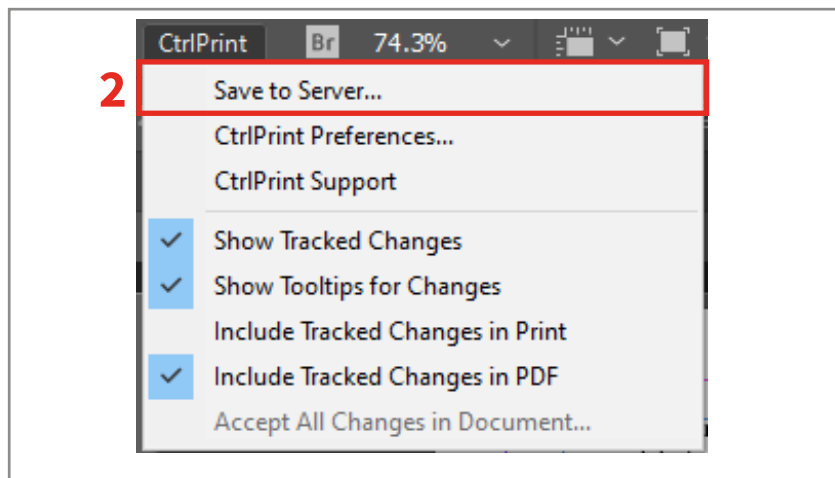 CtrlPrint Br 74.3%
2 Save to Server...
CtrlPrint Preferences...
CtrlPrint Support
Show Tracked Changes
Show Tooltips for Changes
Include Tracked Changes in Print
Include Tracked Changes in PDF
Accept All Changes in Document...